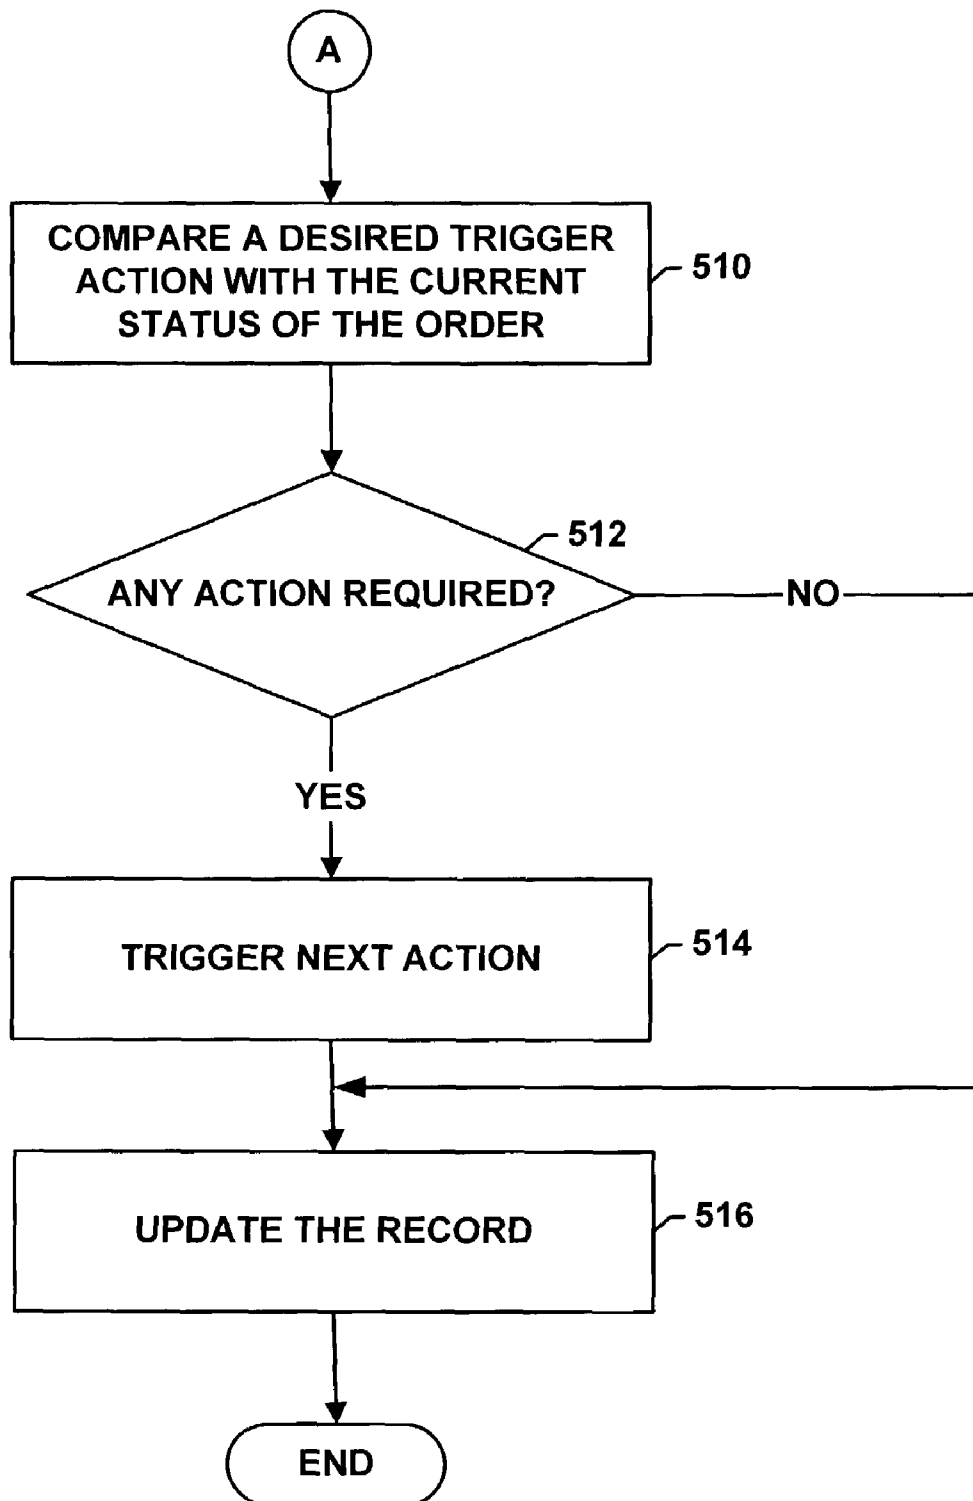 A
COMPARE A DESIRED TRIGGER
ACTION WITH THE CURRENT
STATUS OF THE ORDER
510
512
ANY ACTION REQUIRED?
NO
YES
TRIGGER NEXT ACTION
514
UPDATE THE RECORD
516
END